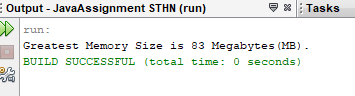 Output - JavaAssignment STHN (run)
Tasks
run:
Greatest Memory Size is 83 Megabytes(MB).
BUILD SUCCESSFUL (total time: 0 seconds)